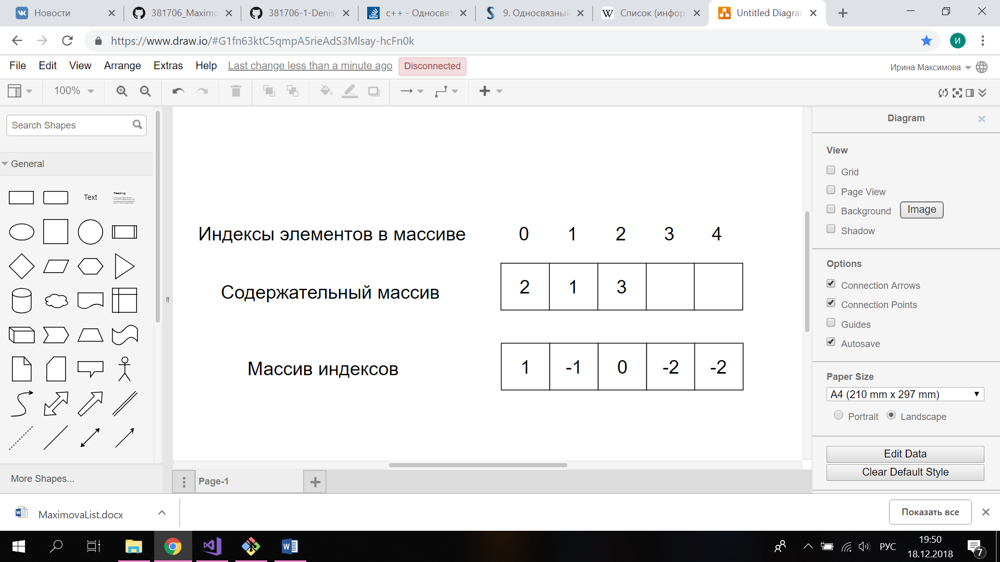 Новости
381706_Maximo
381706-1-Denis
c++ - Односвяз
9. Односвязный
Список (инфор
Untitled Diagram
https://www.draw.io/#G1fn63ktC5qmpA5rieAdS3Mlsay-hcFn0k
И
File Edit View Arrange Extras Help Last change less than a minute ago Disconnected
Ирина Максимова
100%
Search Shapes
General
Text
Heading
More Shapes...
Индексы элементов в массиве 0 1 2 3 4
Содержательный массив 2 1 3
Массив индексов 1 -1 0 -2 -2
Page-1
Diagram
View
Grid
Page View
Background Image
Shadow
Options
Connection Arrows
Connection Points
Guides
Autosave
Paper Size
A4 (210 mm x 297 mm)
Portrait Landscape
Edit Data
Clear Default Style
MaximovaList.docx
Показать все
РУС
19:50
18.12.2018
7